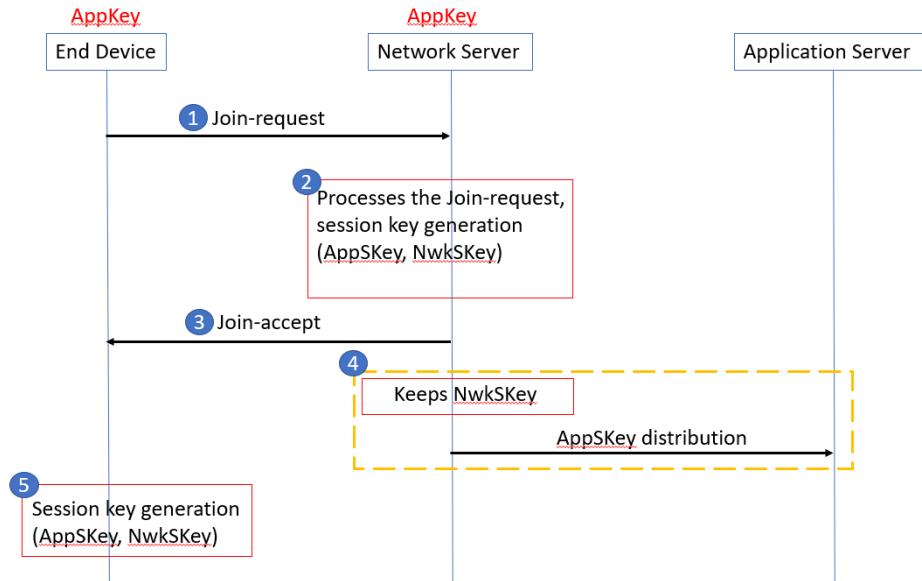 AppKey
AppKey
End Device
Network Server
Application Server
1 Join-request
2
Processes the Join-request,
session key generation
(AppSKey, NwkSKey)
3 Join-accept
4
Keeps NwkSKey
AppSKey distribution
5
Session key generation
(AppSKey, NwkSKey)